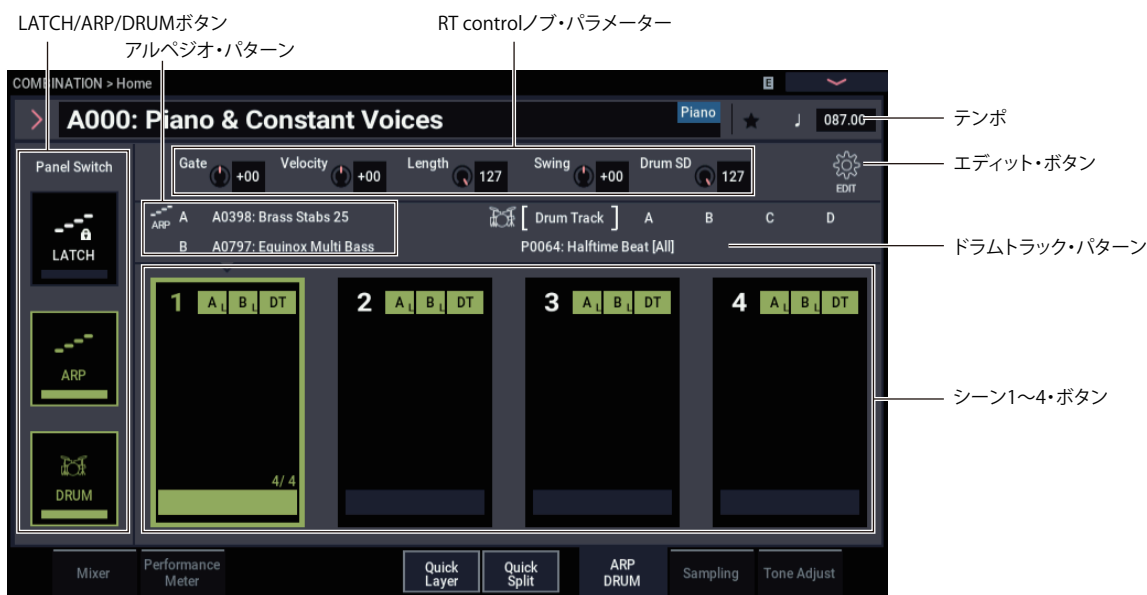 LATCH/ARP/DRUMボタン
RT controlノブ・パラメーター
アルペジオ・パターン
COMBINATION > Home
E
A000: Piano & Constant Voices
Piano
♩ 087.00
テンポ
Panel Switch
Gate +00 Velocity +00 Length 127 Swing +00 Drum SD 127
EDIT
エディット・ボタン
ARP A A0398: Brass Stabs 25
[ Drum Track ] A B C D
B A0797: Equinox Multi Bass
P0064: Halftime Beat [All]
ドラムトラック・パターン
LATCH
1 A L B L DT
2 A L B L DT
3 A L B L DT
4 A L B L DT
ARP
シーン1〜4・ボタン
4/4
DRUM
Mixer
Performance
Meter
Quick
Layer
Quick
Split
ARP
DRUM
Sampling
Tone Adjust